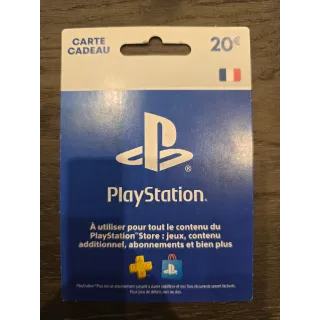 CARTE
CADEAU
20€
PlayStation®
À utiliser pour tout le contenu du
PlayStation™Store : jeux, contenu
additionnel, abonnements et bien plus